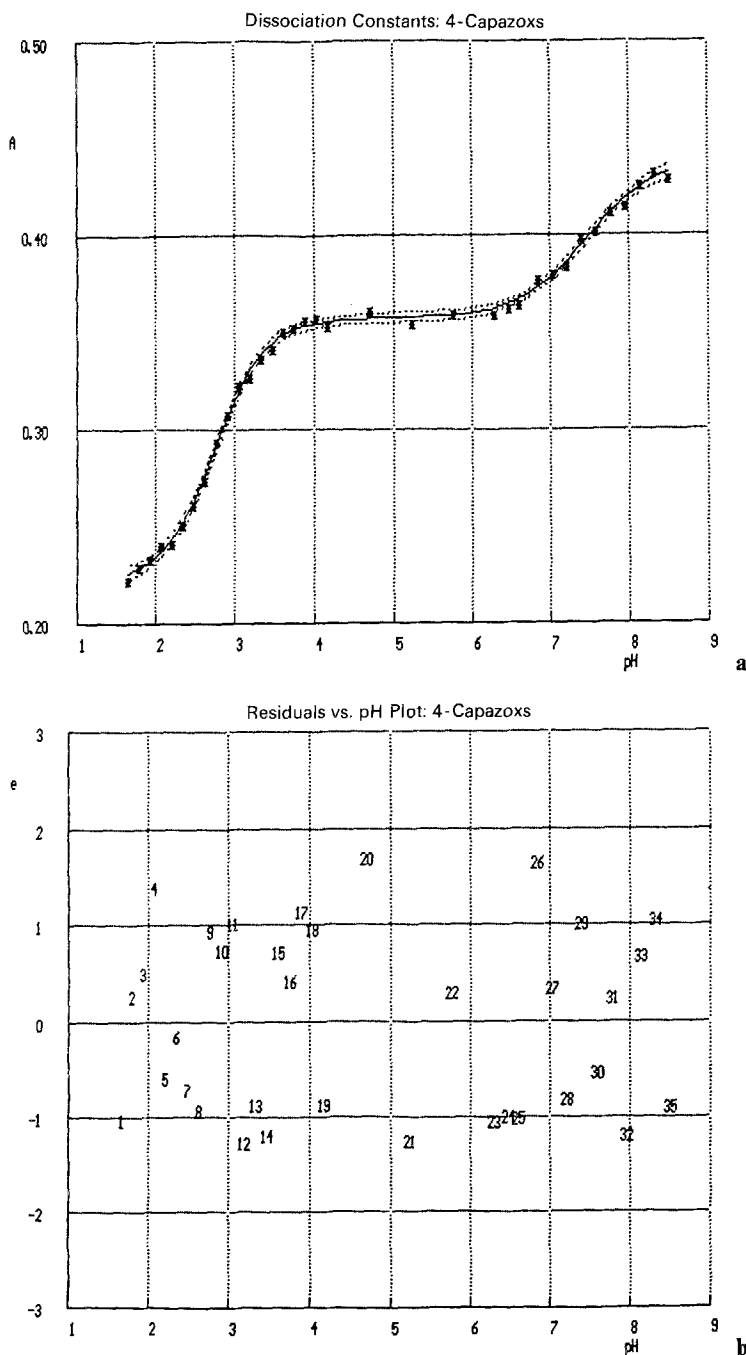 Dissociation Constants: 4-Capazoxs
0.50
A
0.40
0.30
0.20
1 2 3 4 5 6 7 8 9
pH
a
Residuals vs. pH Plot: 4-Capazoxs
3
e
2
20 26
4
17 34
11 29
9 18
10 15 33
3 16
2 22 27 31
0
6
5 30
7 28
8 13 19 35
-1 1 24 25
23
14 32
12 21
-2
-3
1 2 3 4 5 6 7 8 9
pH
b